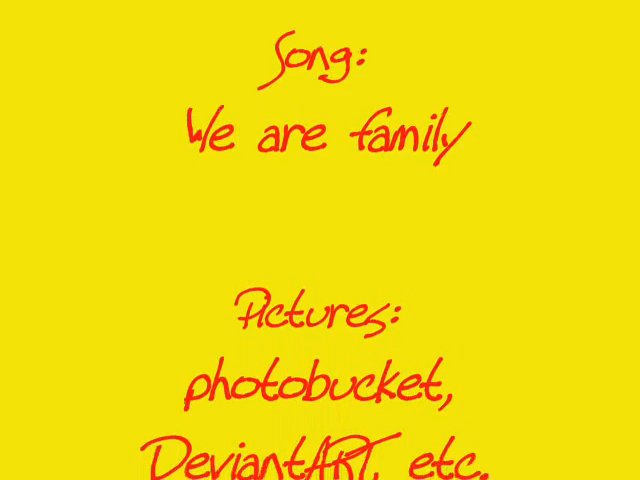 Song:
We are family
Pictures:
photobucket,
DeviantART, etc.